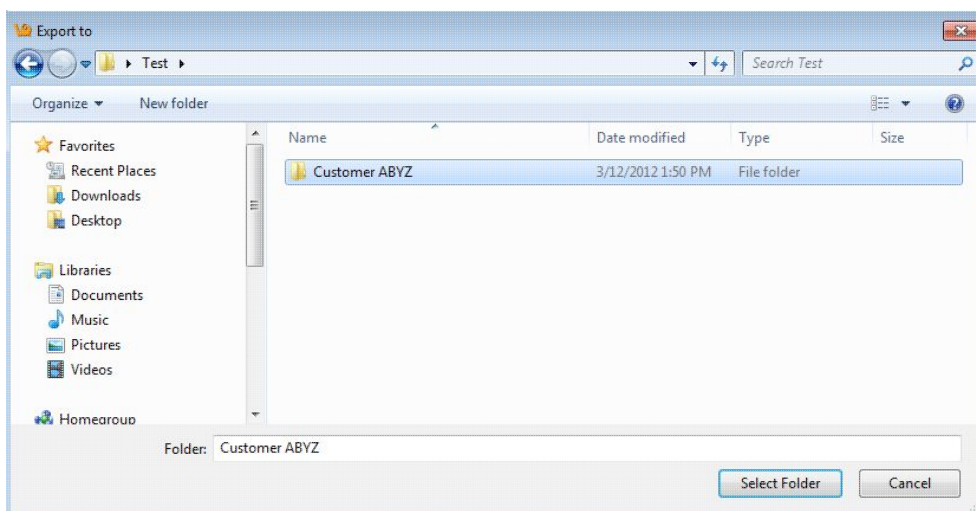 Export to
Test
Search Test
Organize New folder
Name Date modified Type Size
Customer ABYZ 3/12/2012 1:50 PM File folder
Favorites
Recent Places
Downloads
Desktop
Libraries
Documents
Music
Pictures
Videos
Homegroup
Folder: Customer ABYZ
Select Folder Cancel